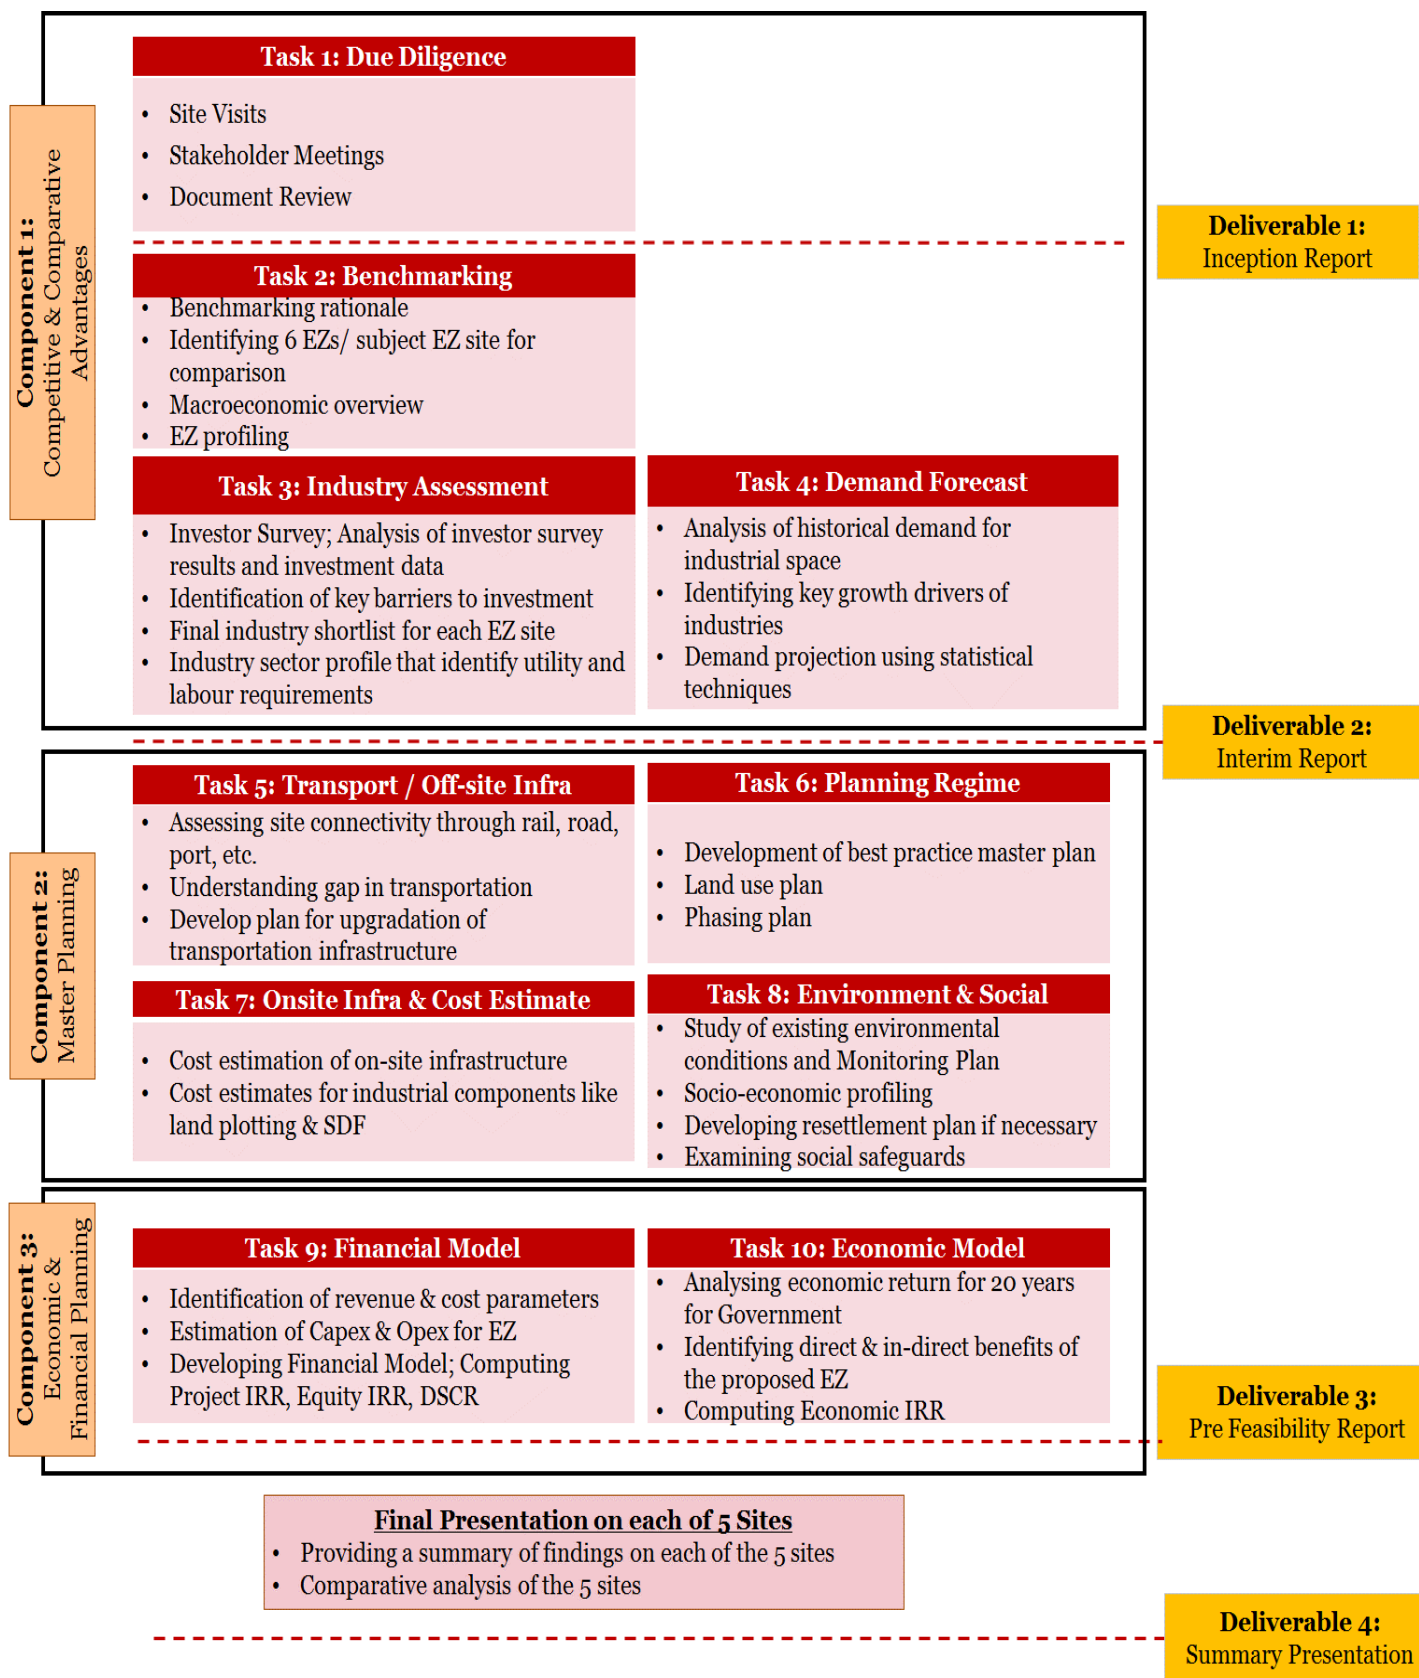 Component 1:
Competitive & Comparative
Advantages
Task 1: Due Diligence
• Site Visits
• Stakeholder Meetings
• Document Review
Deliverable 1:
Inception Report
Task 2: Benchmarking
• Benchmarking rationale
• Identifying 6 EZs/ subject EZ site for
comparison
• Macroeconomic overview
• EZ profiling
Task 3: Industry Assessment
• Investor Survey; Analysis of investor survey
results and investment data
• Identification of key barriers to investment
• Final industry shortlist for each EZ site
• Industry sector profile that identify utility and
labour requirements
Task 4: Demand Forecast
• Analysis of historical demand for
industrial space
• Identifying key growth drivers of
industries
• Demand projection using statistical
techniques
Deliverable 2:
Interim Report
Component 2:
Master Planning
Task 5: Transport / Off-site Infra
• Assessing site connectivity through rail, road,
port, etc.
• Understanding gap in transportation
• Develop plan for upgradation of
transportation infrastructure
Task 6: Planning Regime
• Development of best practice master plan
• Land use plan
• Phasing plan
Task 7: Onsite Infra & Cost Estimate
• Cost estimation of on-site infrastructure
• Cost estimates for industrial components like
land plotting & SDF
Task 8: Environment & Social
• Study of existing environmental
conditions and Monitoring Plan
• Socio-economic profiling
• Developing resettlement plan if necessary
• Examining social safeguards
Component 3:
Economic &
Financial Planning
Task 9: Financial Model
• Identification of revenue & cost parameters
• Estimation of Capex & Opex for EZ
• Developing Financial Model; Computing
Project IRR, Equity IRR, DSCR
Task 10: Economic Model
• Analysing economic return for 20 years
for Government
• Identifying direct & in-direct benefits of
the proposed EZ
• Computing Economic IRR
Deliverable 3:
Pre Feasibility Report
Final Presentation on each of 5 Sites
• Providing a summary of findings on each of the 5 sites
• Comparative analysis of the 5 sites
Deliverable 4:
Summary Presentation